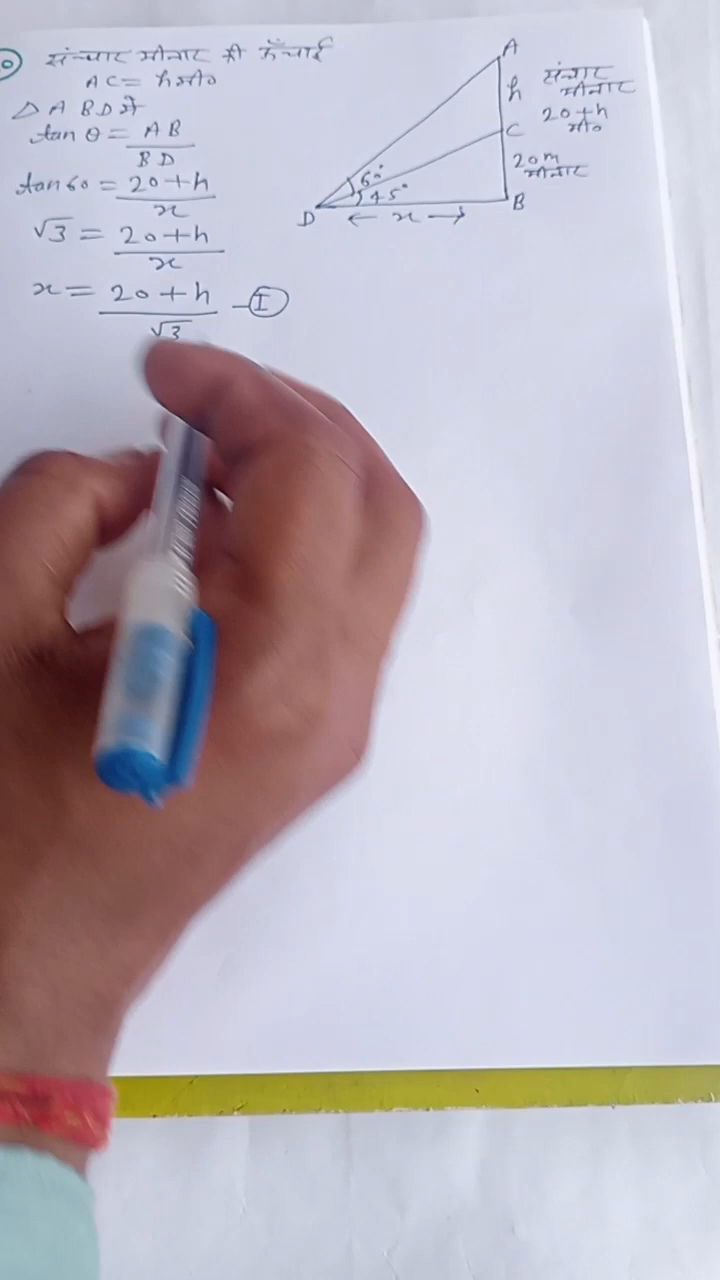 संचार मीनार की ऊँचाई
AC = h मी०
△ABD में
tan θ = AB / BD
tan 60 = 20+h / x
√3 = 20+h / x
x = 20+h / √3 —(I)
A
h
संचार
मीनार
20+h
मी०
C
20m
मीनार
60°
45°
D
← x →
B